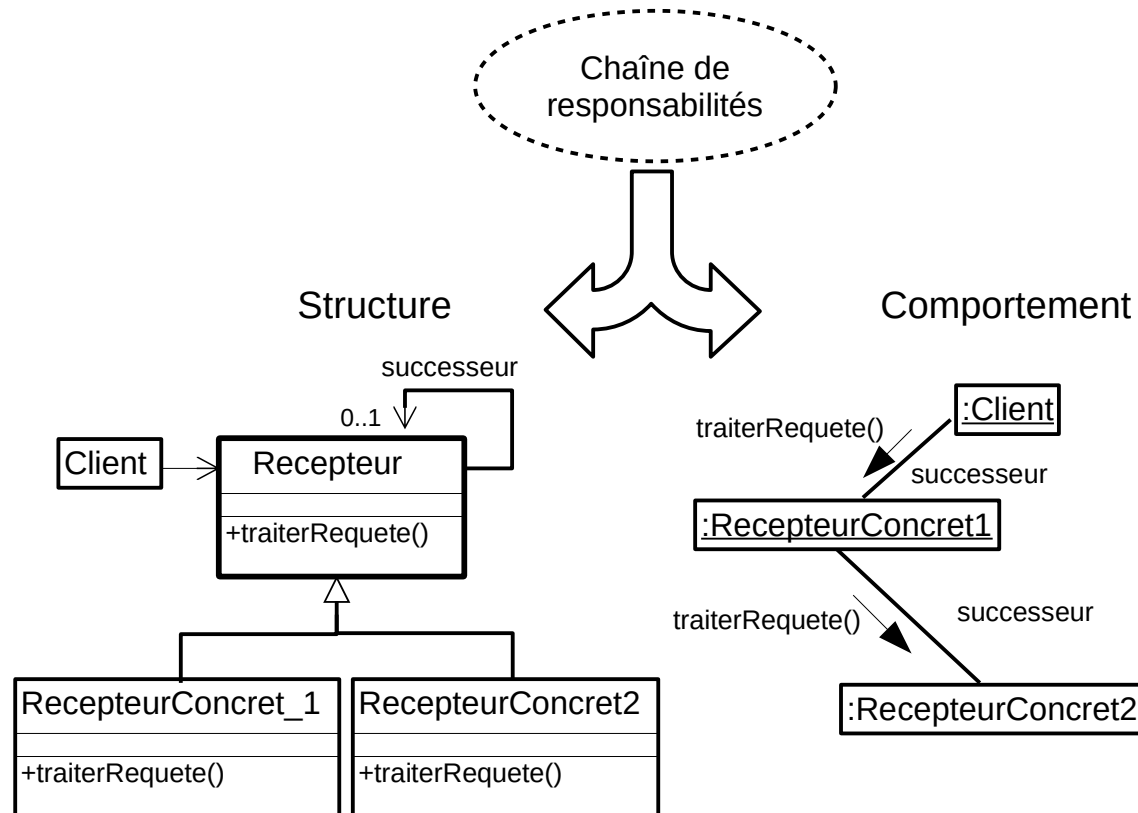 Chaîne de
responsabilités
Structure
Comportement
successeur
0..1
Client
Recepteur
+traiterRequete()
RecepteurConcret_1
+traiterRequete()
RecepteurConcret2
+traiterRequete()
:Client
traiterRequete()
successeur
:RecepteurConcret1
traiterRequete()
successeur
:RecepteurConcret2